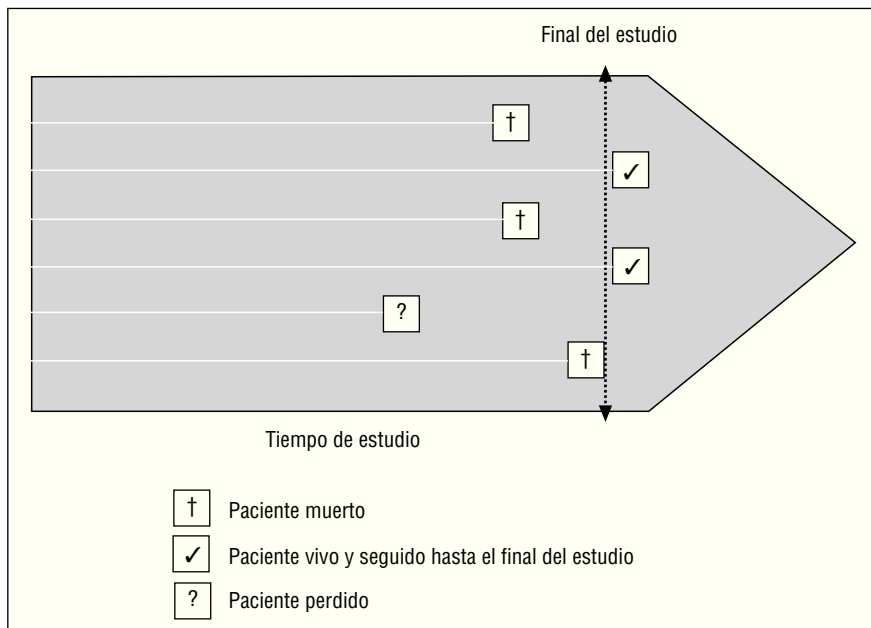 Final del estudio
†
✓
†
✓
?
†
Tiempo de estudio
† Paciente muerto
✓ Paciente vivo y seguido hasta el final del estudio
? Paciente perdido